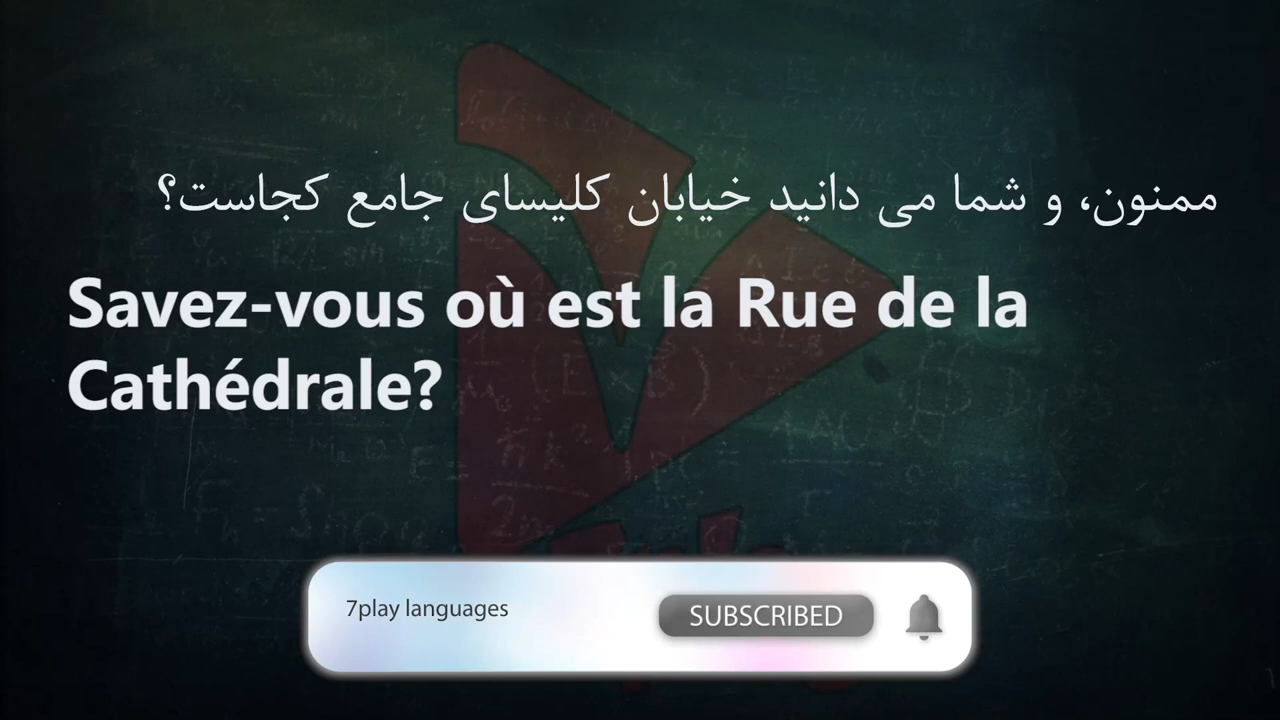 ممنون، و شما می دانید خیابان کلیسای جامع کجاست؟
Savez-vous où est la Rue de la
Cathédrale?
7play languages
SUBSCRIBED